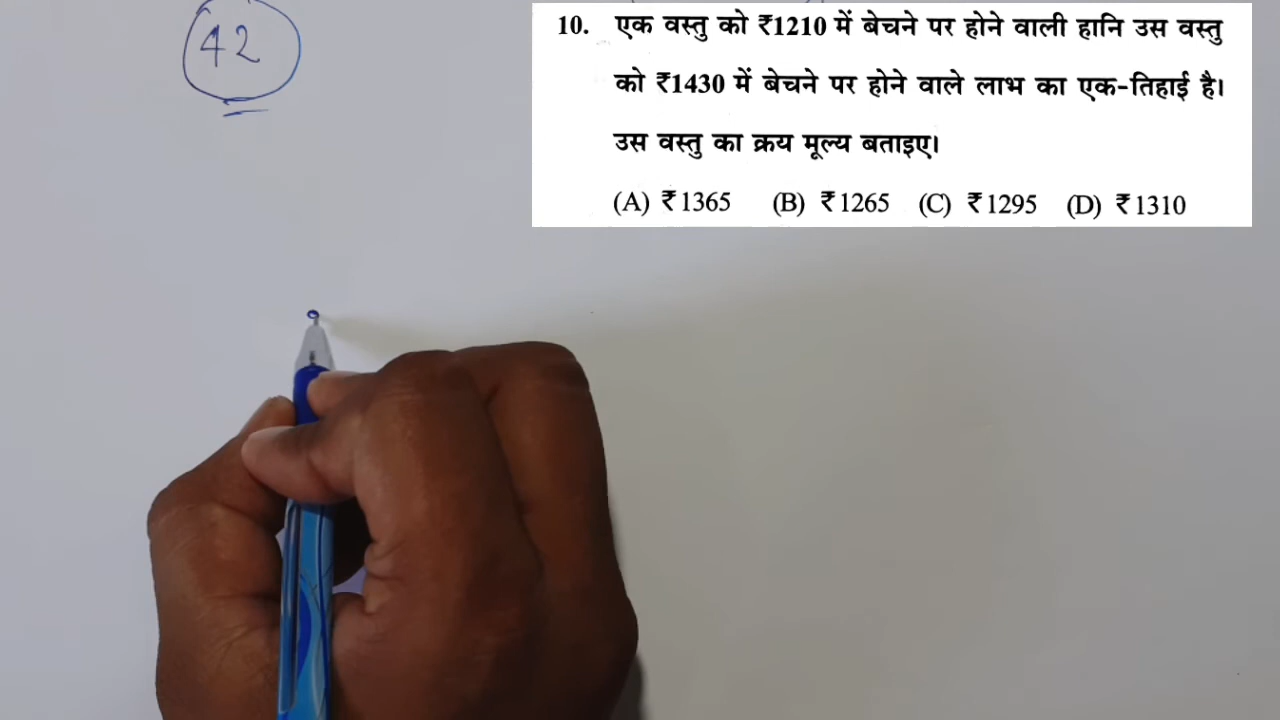 42
10. एक वस्तु को ₹1210 में बेचने पर होने वाली हानि उस वस्तु
को ₹1430 में बेचने पर होने वाले लाभ का एक-तिहाई है।
उस वस्तु का क्रय मूल्य बताइए।
(A) ₹1365 (B) ₹1265 (C) ₹1295 (D) ₹1310